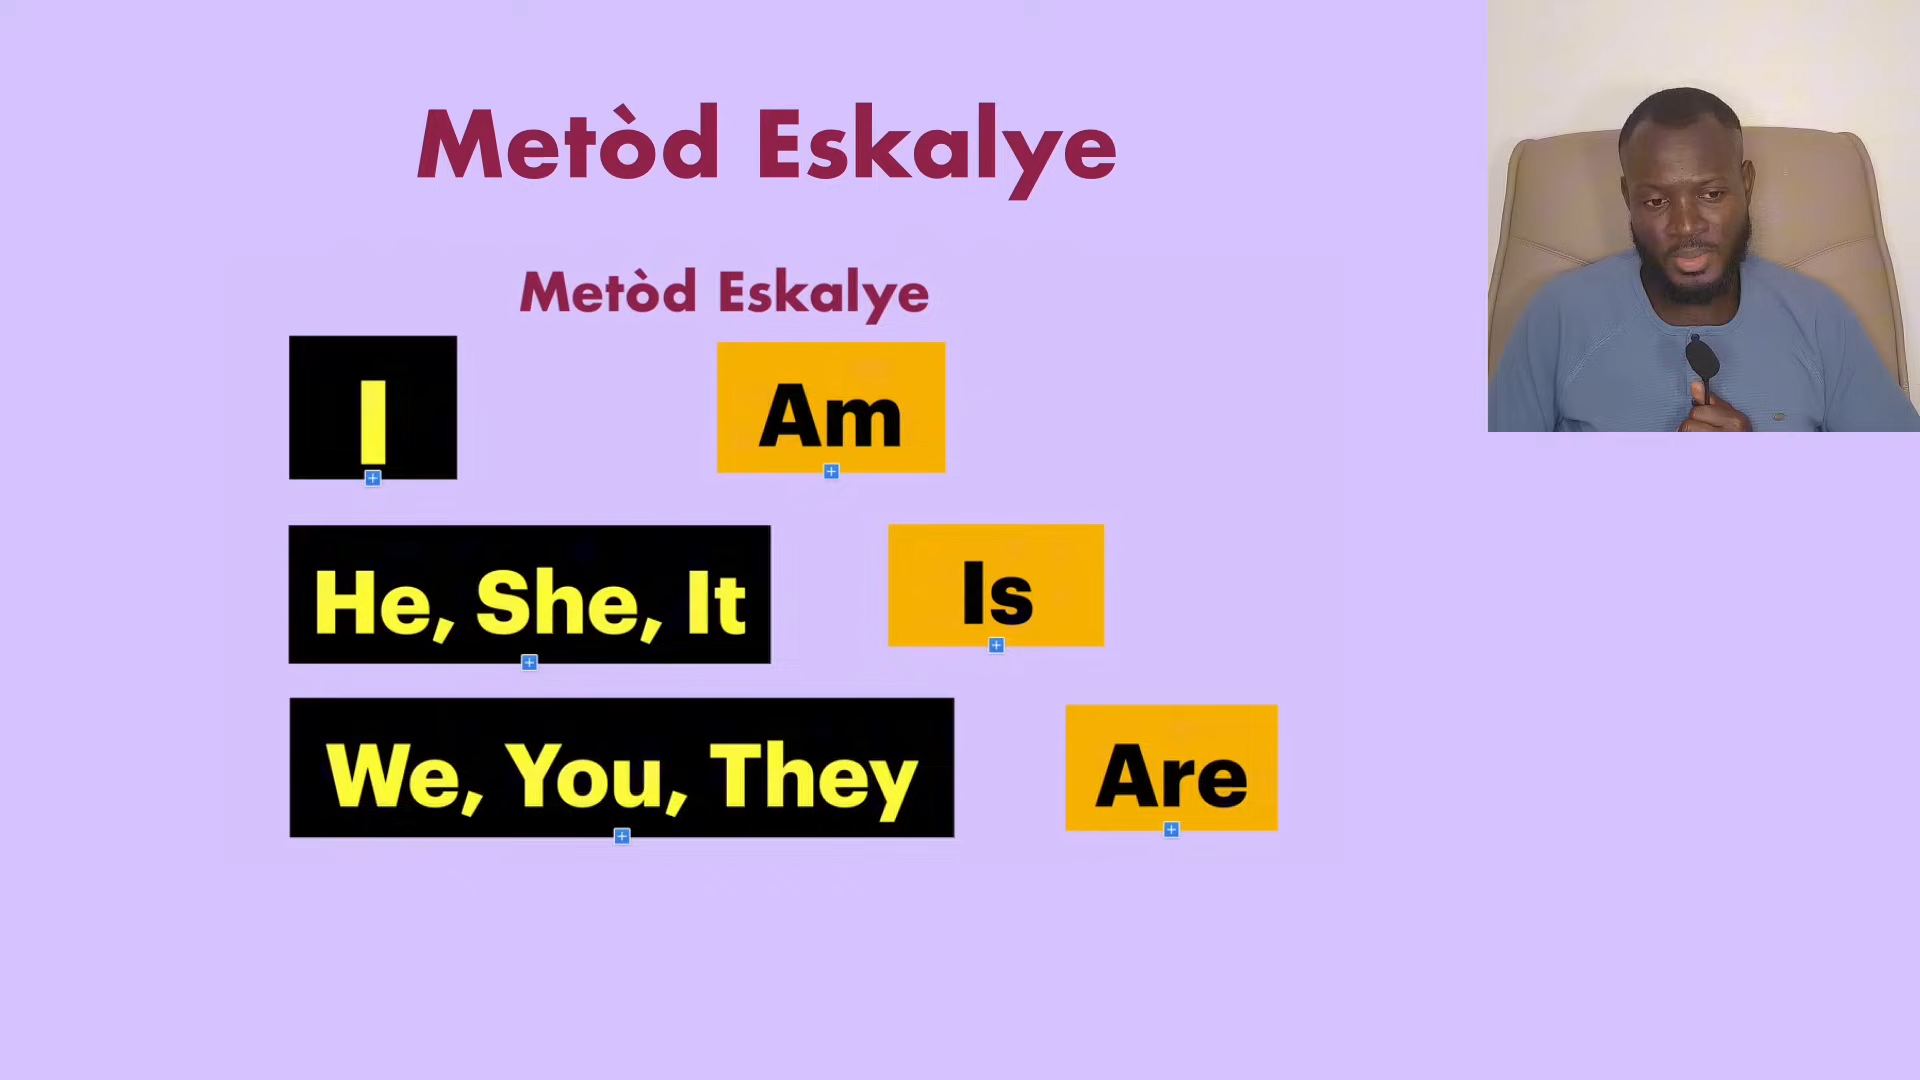 Metòd Eskalye
Metòd Eskalye
I Am
He, She, It Is
We, You, They Are